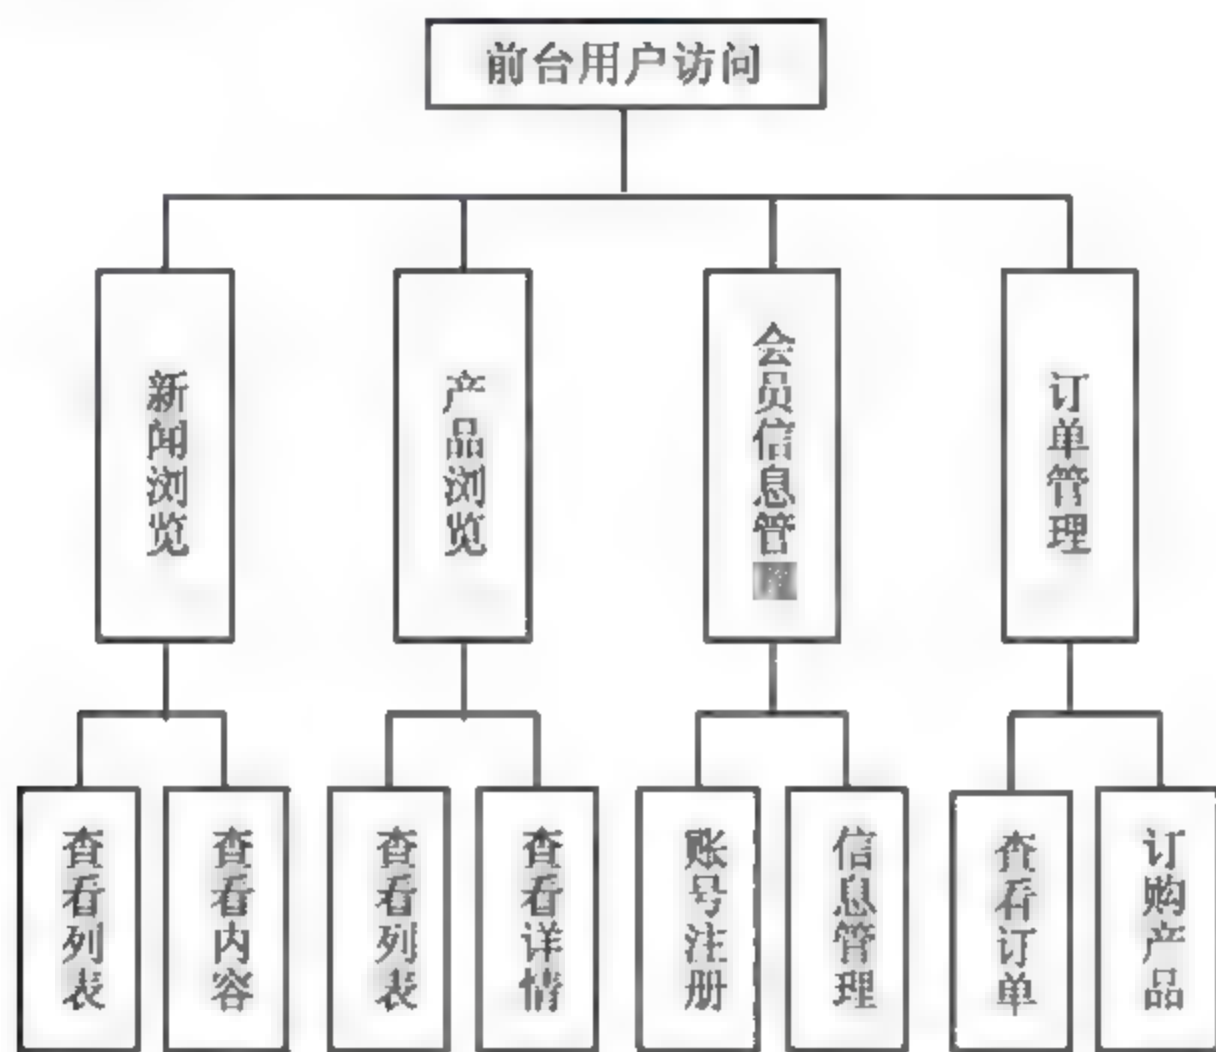 前台用户访问
新闻浏览
产品浏览
会员信息管
订单管理
查看列表
查看内容
查看列表
查看详情
账号注册
信息管理
查看订单
订购产品